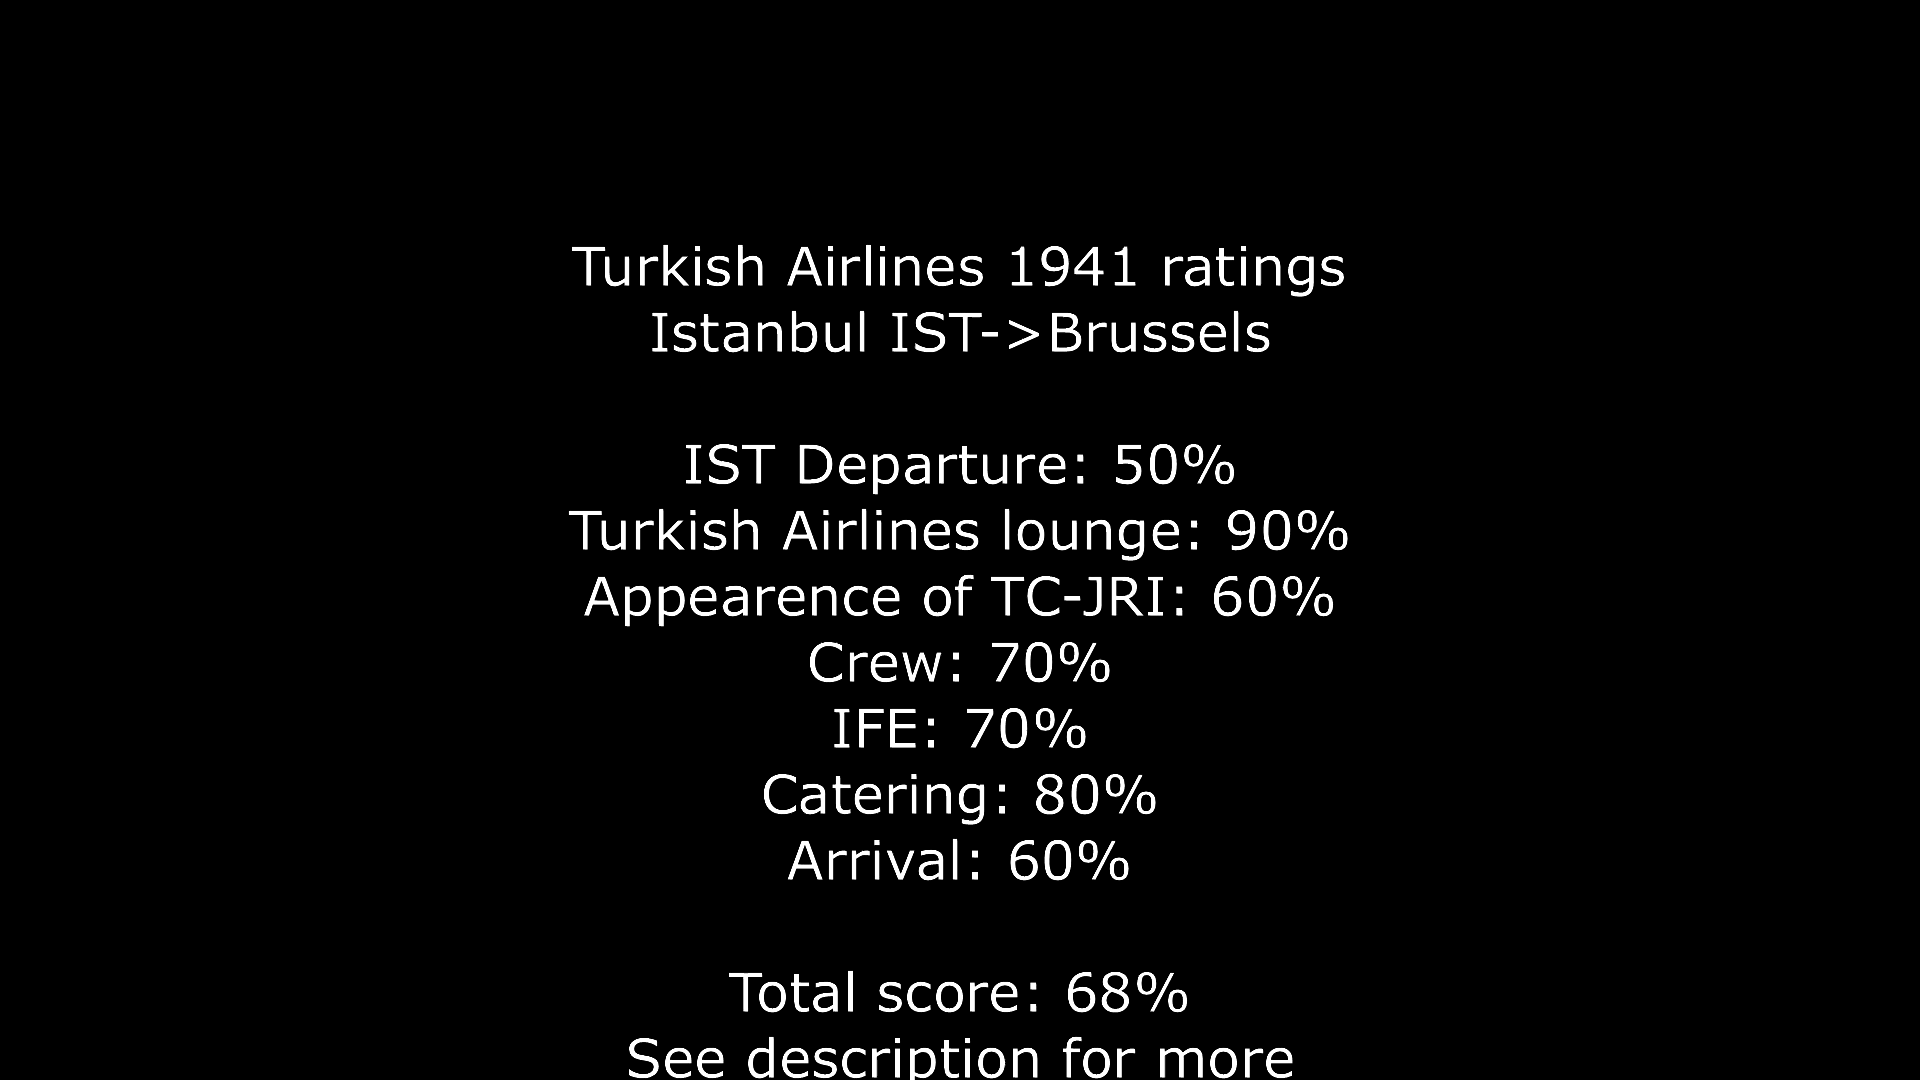 Turkish Airlines 1941 ratings
Istanbul IST->Brussels
IST Departure: 50%
Turkish Airlines lounge: 90%
Appearence of TC-JRI: 60%
Crew: 70%
IFE: 70%
Catering: 80%
Arrival: 60%
Total score: 68%
See description for more